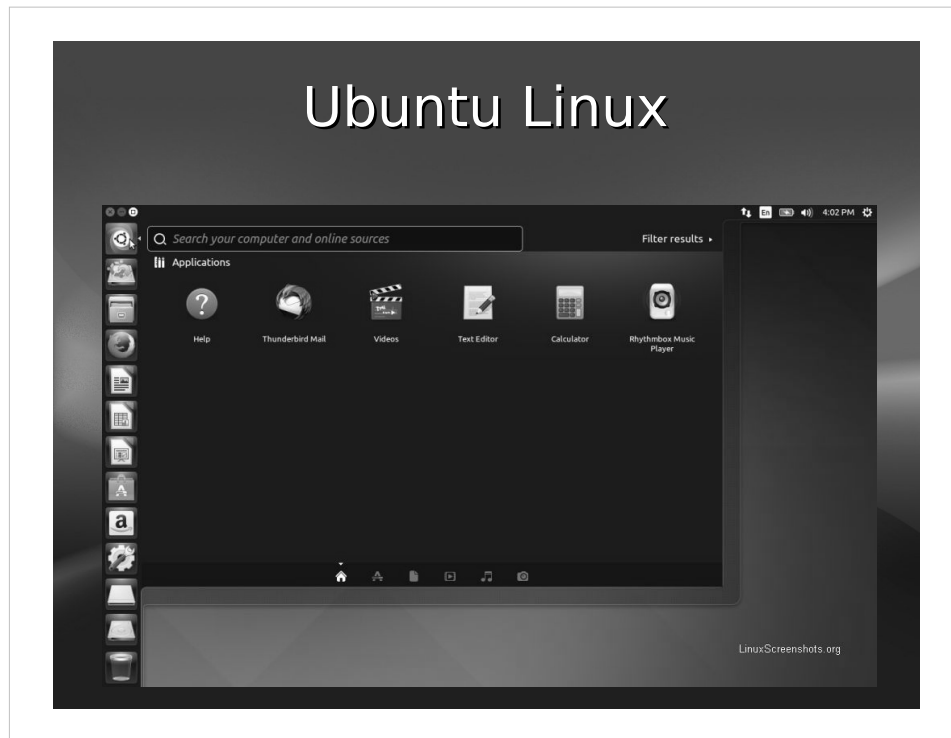 Ubuntu Linux
En
4:02 PM
Search your computer and online sources
Filter results
Applications
?
Help
Thunderbird Mail
Videos
Text Editor
Calculator
Rhythmbox Music
Player
a
LinuxScreenshots.org